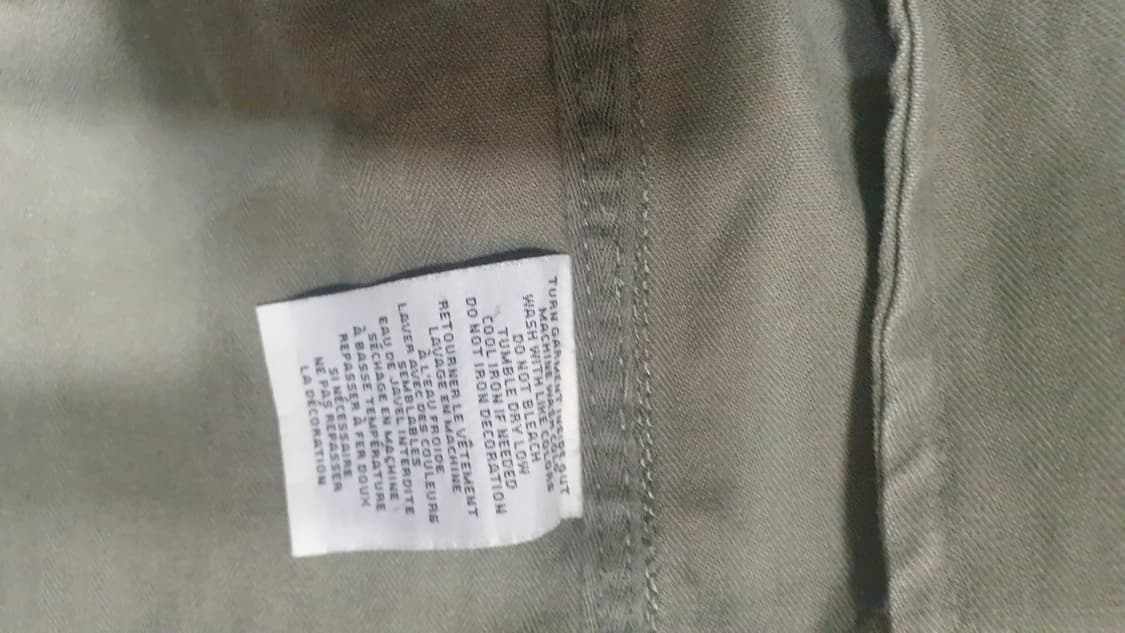 TURN GARMENT INSIDE OUT
MACHINE WASH COLD
WASH WITH LIKE COLORS
DO NOT BLEACH
TUMBLE DRY LOW
COOL IRON IF NEEDED
DO NOT IRON DECORATION
RETOURNER LE VÊTEMENT
LAVAGE EN MACHINE
À L'EAU FROIDE
LAVER AVEC DES COULEURS
SEMBLABLES
EAU DE JAVEL INTERDITE
SÉCHAGE EN MACHINE
À BASSE TEMPÉRATURE
REPASSER À FER DOUX
SI NÉCESSAIRE
NE PAS REPASSER
LA DÉCORATION